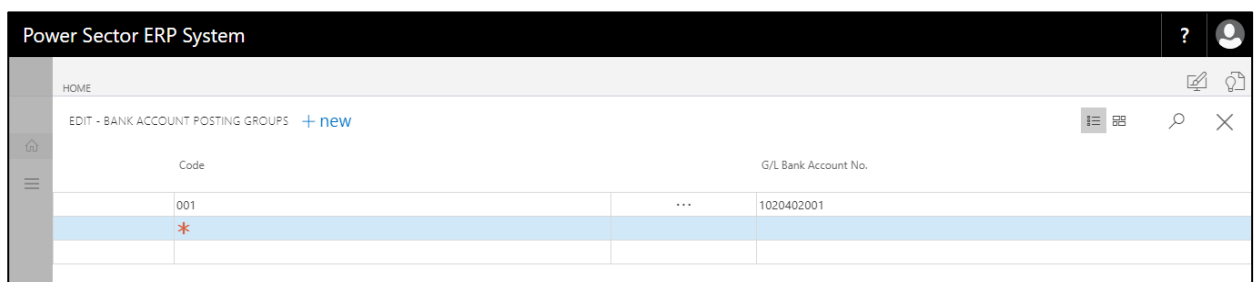 Power Sector ERP System ?
HOME
EDIT - BANK ACCOUNT POSTING GROUPS + new
Code G/L Bank Account No.
001 ... 1020402001
*